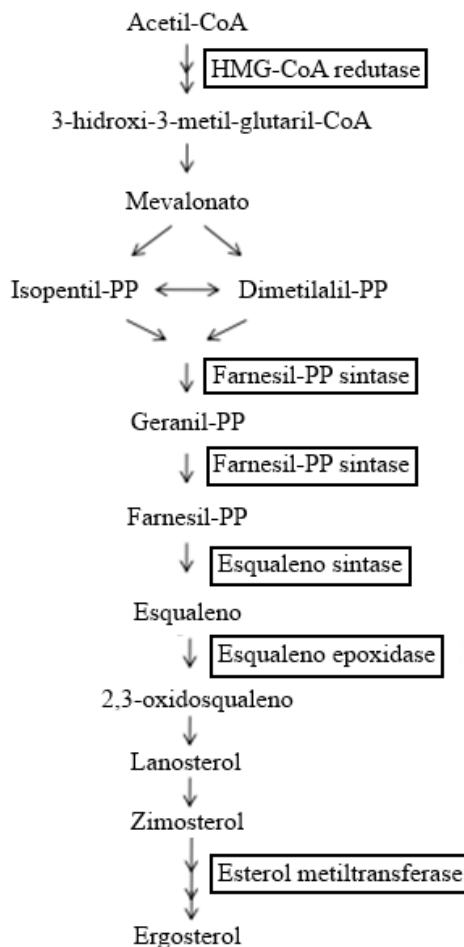 Acetil-CoA
HMG-CoA redutase
3-hidroxi-3-metil-glutaril-CoA
Mevalonato
Isopentil-PP
Dimetilalil-PP
Farnesil-PP sintase
Geranil-PP
Farnesil-PP sintase
Farnesil-PP
Esqualeno sintase
Esqualeno
Esqualeno epoxidase
2,3-oxidosqualeno
Lanosterol
Zimosterol
Esterol metiltransferase
Ergosterol